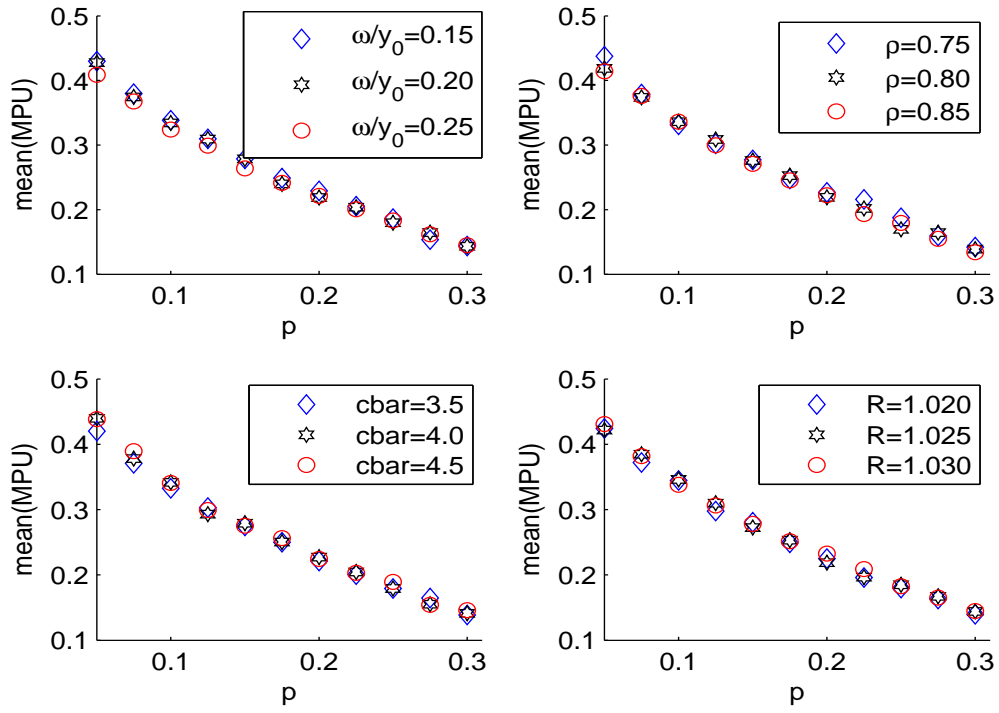 0.5
0.4
0.3
0.2
0.1
mean(MPU)
ω/y0=0.15
ω/y0=0.20
ω/y0=0.25
0.1 0.2 0.3
p
0.5
0.4
0.3
0.2
0.1
mean(MPU)
ρ=0.75
ρ=0.80
ρ=0.85
0.1 0.2 0.3
p
0.5
0.4
0.3
0.2
0.1
mean(MPU)
cbar=3.5
cbar=4.0
cbar=4.5
0.1 0.2 0.3
p
0.5
0.4
0.3
0.2
0.1
mean(MPU)
R=1.020
R=1.025
R=1.030
0.1 0.2 0.3
p